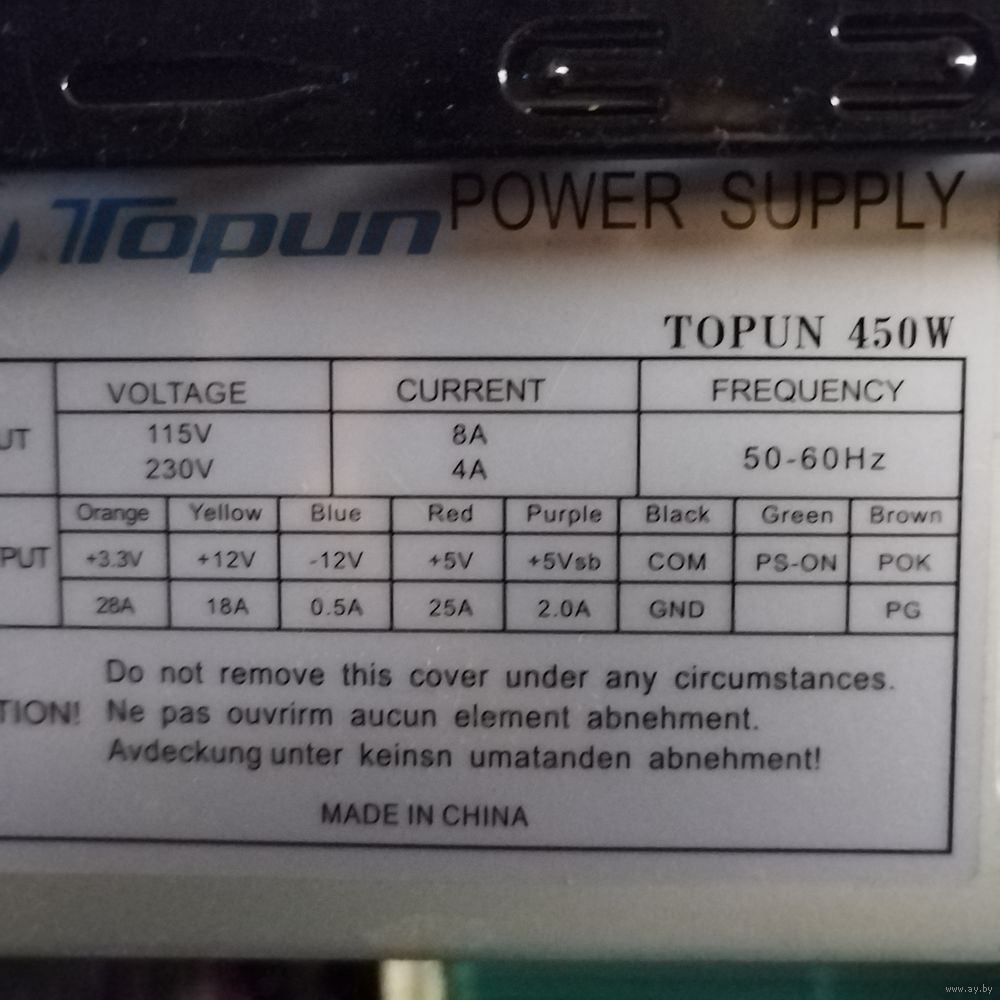 Topun POWER SUPPLY
TOPUN 450W
VOLTAGE CURRENT FREQUENCY
UT 115V 8A 50-60Hz
230V 4A
Orange Yellow Blue Red Purple Black Green Brown
PUT +3.3V +12V -12V +5V +5Vsb COM PS-ON POK
28A 18A 0.5A 25A 2.0A GND PG
Do not remove this cover under any circumstances.
TION! Ne pas ouvrirm aucun element abnehment.
Avdeckung unter keinsn umatanden abnehment!
MADE IN CHINA
www.ay.by